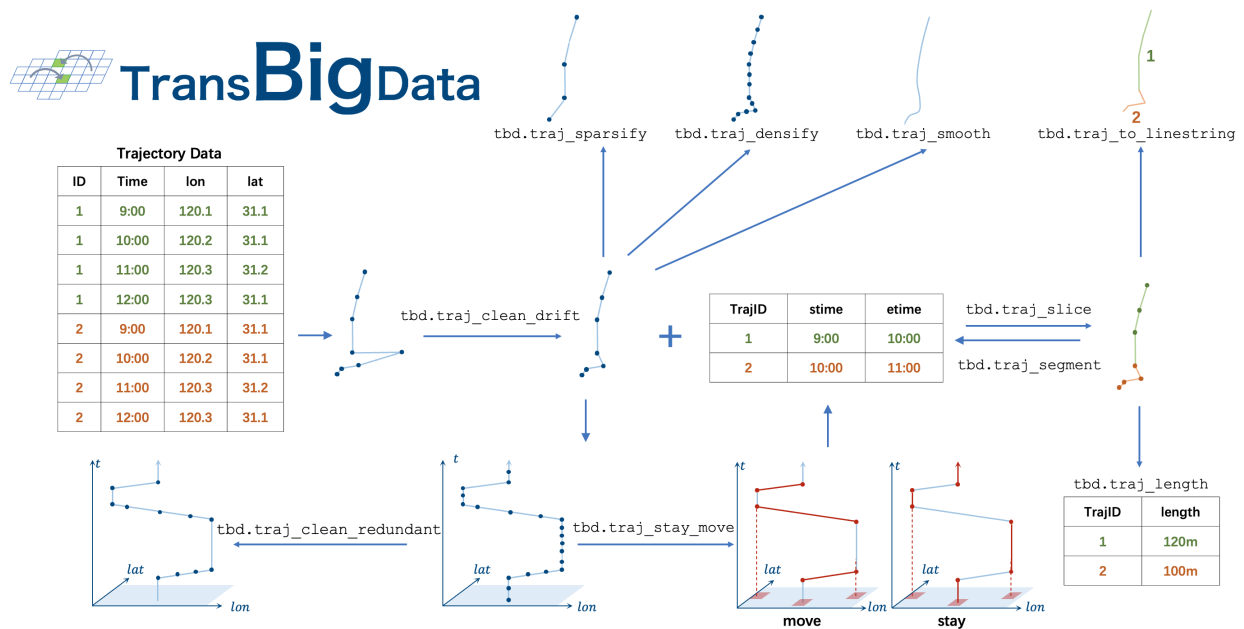 TransBigData
tbd.traj_sparsify
tbd.traj_densify
tbd.traj_smooth
1
2
tbd.traj_to_linestring
Trajectory Data
ID Time lon lat
1 9:00 120.1 31.1
1 10:00 120.2 31.1
1 11:00 120.3 31.2
1 12:00 120.3 31.1
2 9:00 120.1 31.1
2 10:00 120.2 31.1
2 11:00 120.3 31.2
2 12:00 120.3 31.1
tbd.traj_clean_drift
+
TrajID stime etime
1 9:00 10:00
2 10:00 11:00
tbd.traj_slice
tbd.traj_segment
t
lat
lon
tbd.traj_clean_redundant
t
lat
lon
tbd.traj_stay_move
t
lat
lon
move
t
lat
lon
stay
tbd.traj_length
TrajID length
1 120m
2 100m